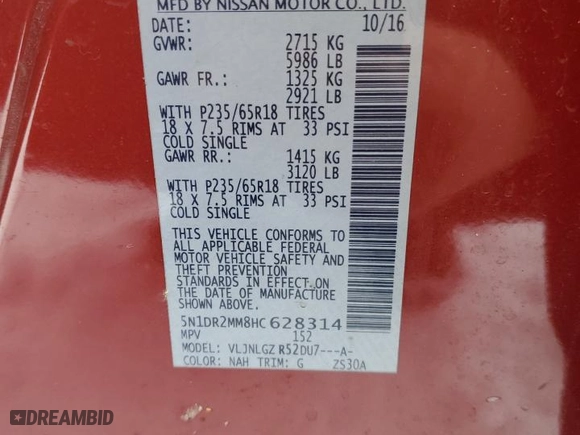 MFD BY NISSAN MOTOR CO., LTD.
DATE: 10/16
GVWR: 2715 KG
5986 LB
GAWR FR.: 1325 KG
2921 LB
WITH P235/65R18 TIRES
18 X 7.5 RIMS AT 33 PSI
COLD SINGLE
GAWR RR.: 1415 KG
3120 LB
WITH P235/65R18 TIRES
18 X 7.5 RIMS AT 33 PSI
COLD SINGLE
THIS VEHICLE CONFORMS TO
ALL APPLICABLE FEDERAL
MOTOR VEHICLE SAFETY AND
THEFT PREVENTION
STANDARDS IN EFFECT ON
THE DATE OF MANUFACTURE
SHOWN ABOVE.
5N1DR2MM8HC 628314
MPV 152
MODEL: VLJNLGZ R52DU7---A-
COLOR: NAH TRIM: G ZS30A
DREAMBID